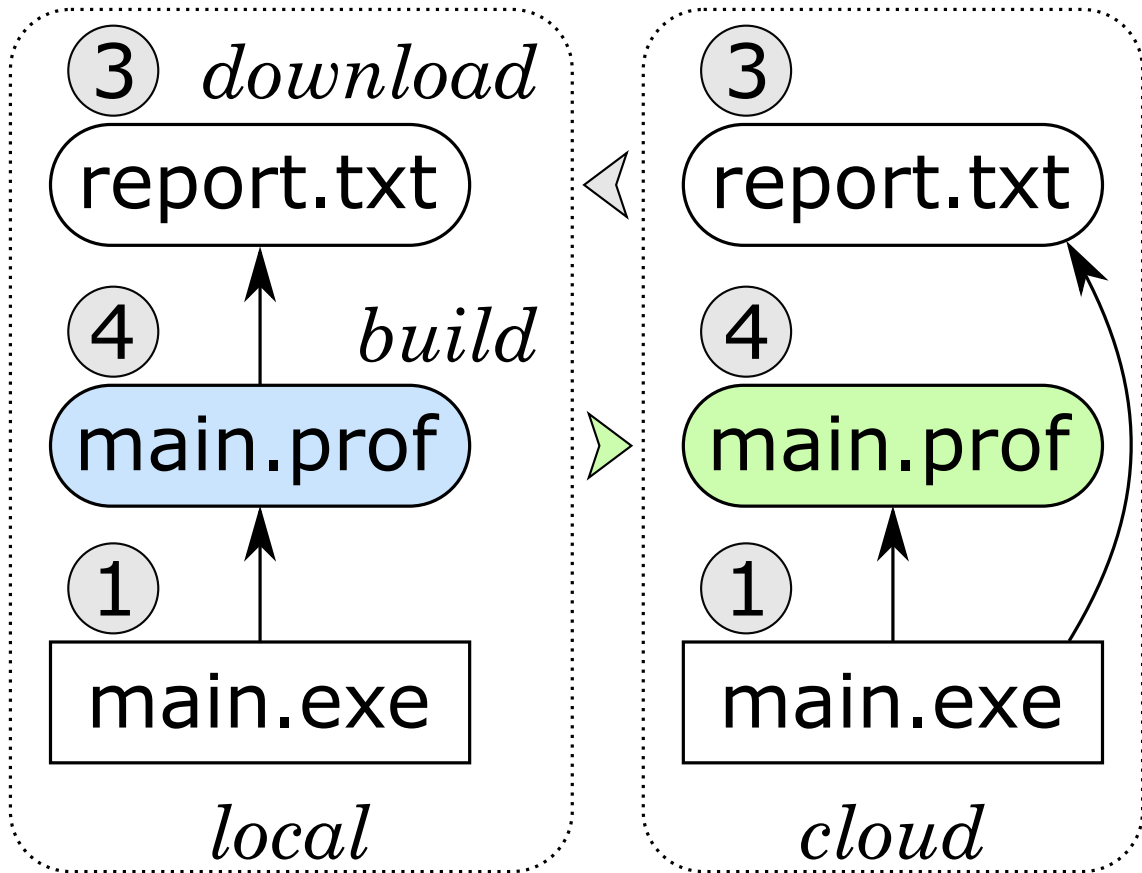 3 download
report.txt
4
build
main.prof
1
main.exe
local
3
report.txt
4
main.prof
1
main.exe
cloud